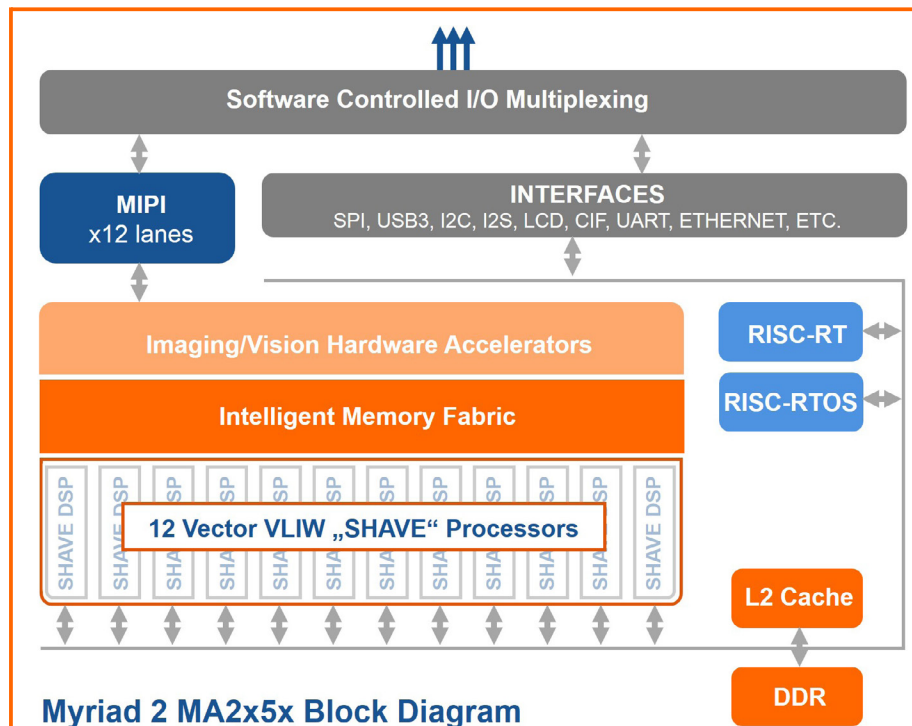 Software Controlled I/O Multiplexing
MIPI
x12 lanes
INTERFACES
SPI, USB3, I2C, I2S, LCD, CIF, UART, ETHERNET, ETC.
Imaging/Vision Hardware Accelerators
RISC-RT
Intelligent Memory Fabric
RISC-RTOS
SHAVE DSP
SHAVE DSP
SHAVE DSP
SHAVE DSP
SHAVE DSP
SHAVE DSP
SHAVE DSP
SHAVE DSP
SHAVE DSP
SHAVE DSP
SHAVE DSP
SHAVE DSP
12 Vector VLIW „SHAVE“ Processors
L2 Cache
DDR
Myriad 2 MA2x5x Block Diagram